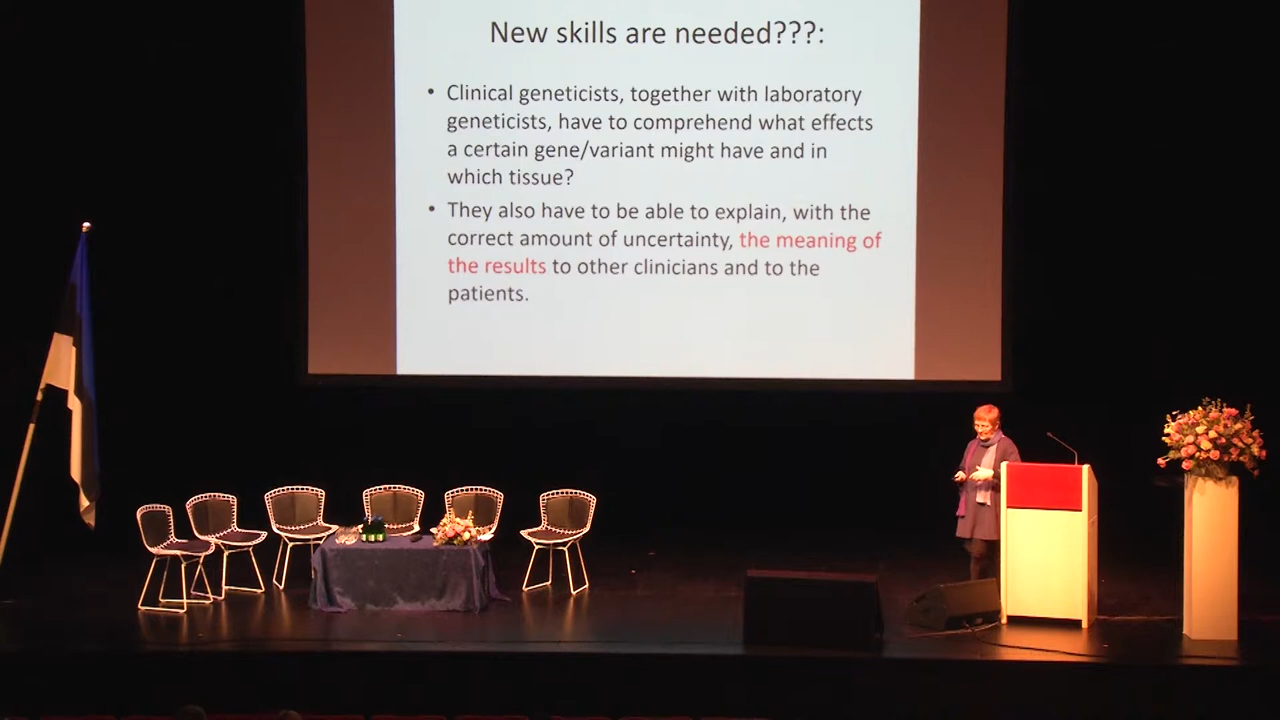 New skills are needed???:
• Clinical geneticists, together with laboratory
geneticists, have to comprehend what effects
a certain gene/variant might have and in
which tissue?
• They also have to be able to explain, with the
correct amount of uncertainty, the meaning of
the results to other clinicians and to the
patients.